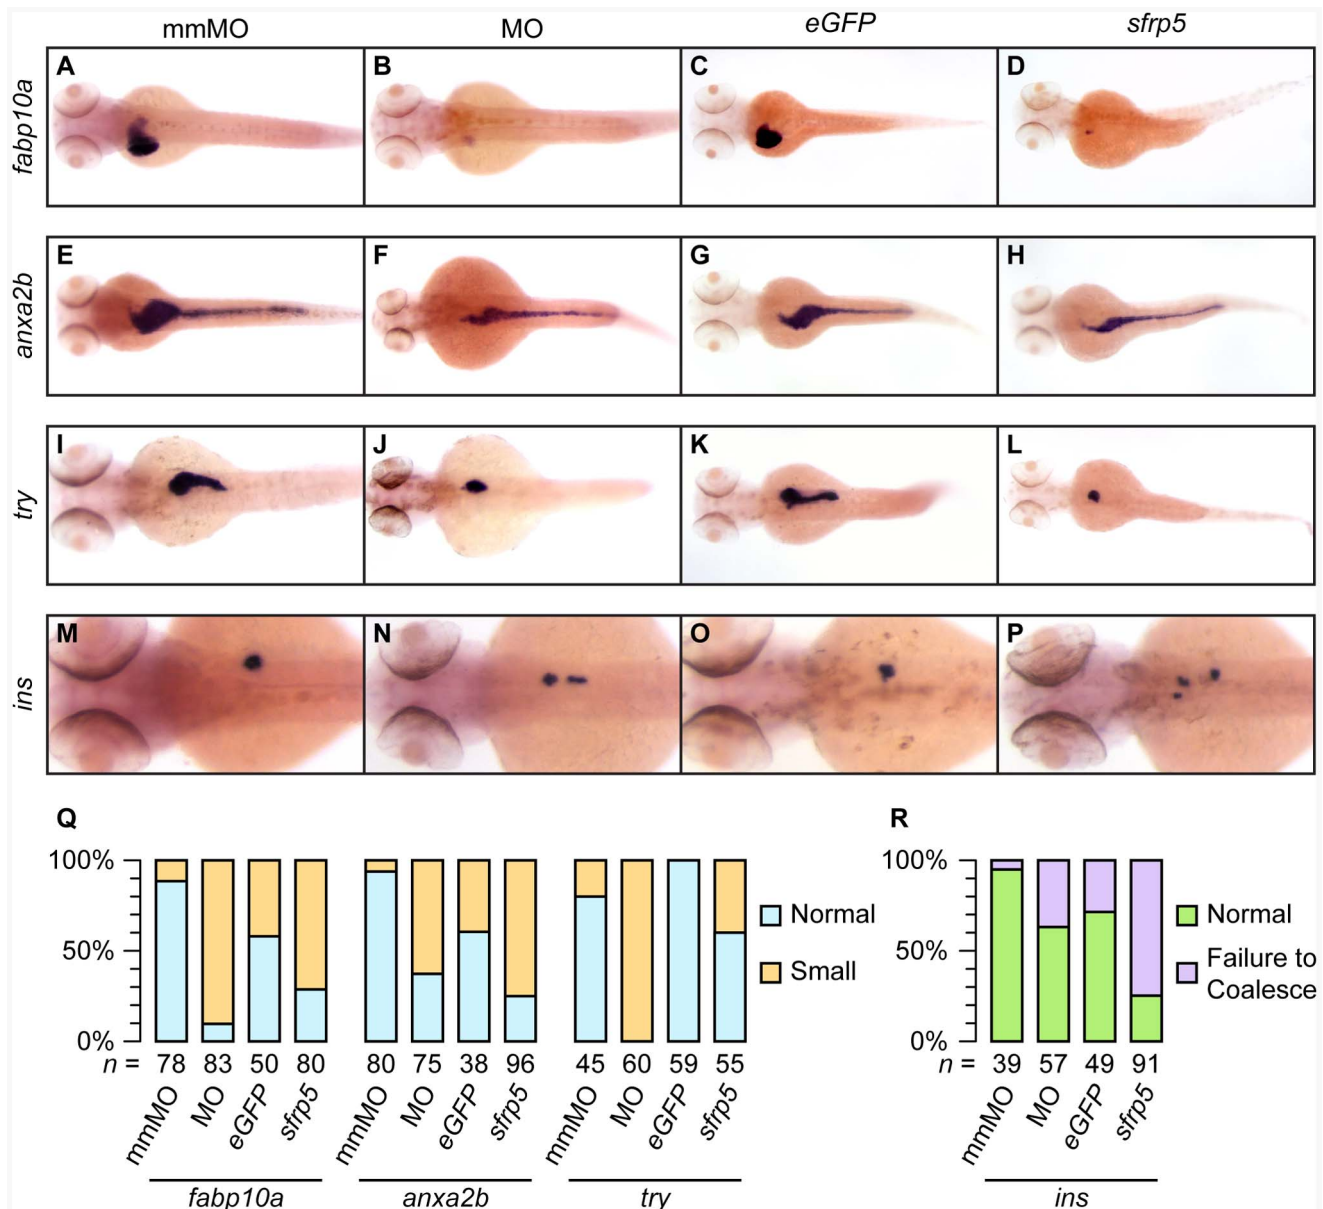 mmMO MO eGFP sfrp5
fabp10a
A B C D
anxa2b
E F G H
try
I J K L
ins
M N O P
Q R
100% 100%
Normal Normal
50% 50%
Small Failure to
Coalesce
0% 0%
n = 78 83 50 80 80 75 38 96 45 60 59 55 39 57 49 91
mmMO MO eGFP sfrp5 mmMO MO eGFP sfrp5 mmMO MO eGFP sfrp5 mmMO MO eGFP sfrp5
fabp10a anxa2b try ins